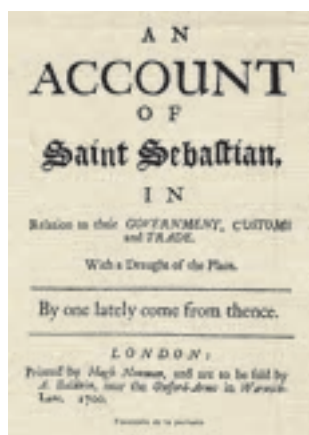 AN
ACCOUNT
OF
Saint Sebastian,
IN
Relation to their GOVERNMENT, CUSTOMS
and TRADE.
With a Draught of the Place.
By one lately come from thence.
LONDON:
Printed by Hugh Newman, and are to be sold by
A. Baldwin, near the Oxford-Arms in Warwick-
Lane. 1700.